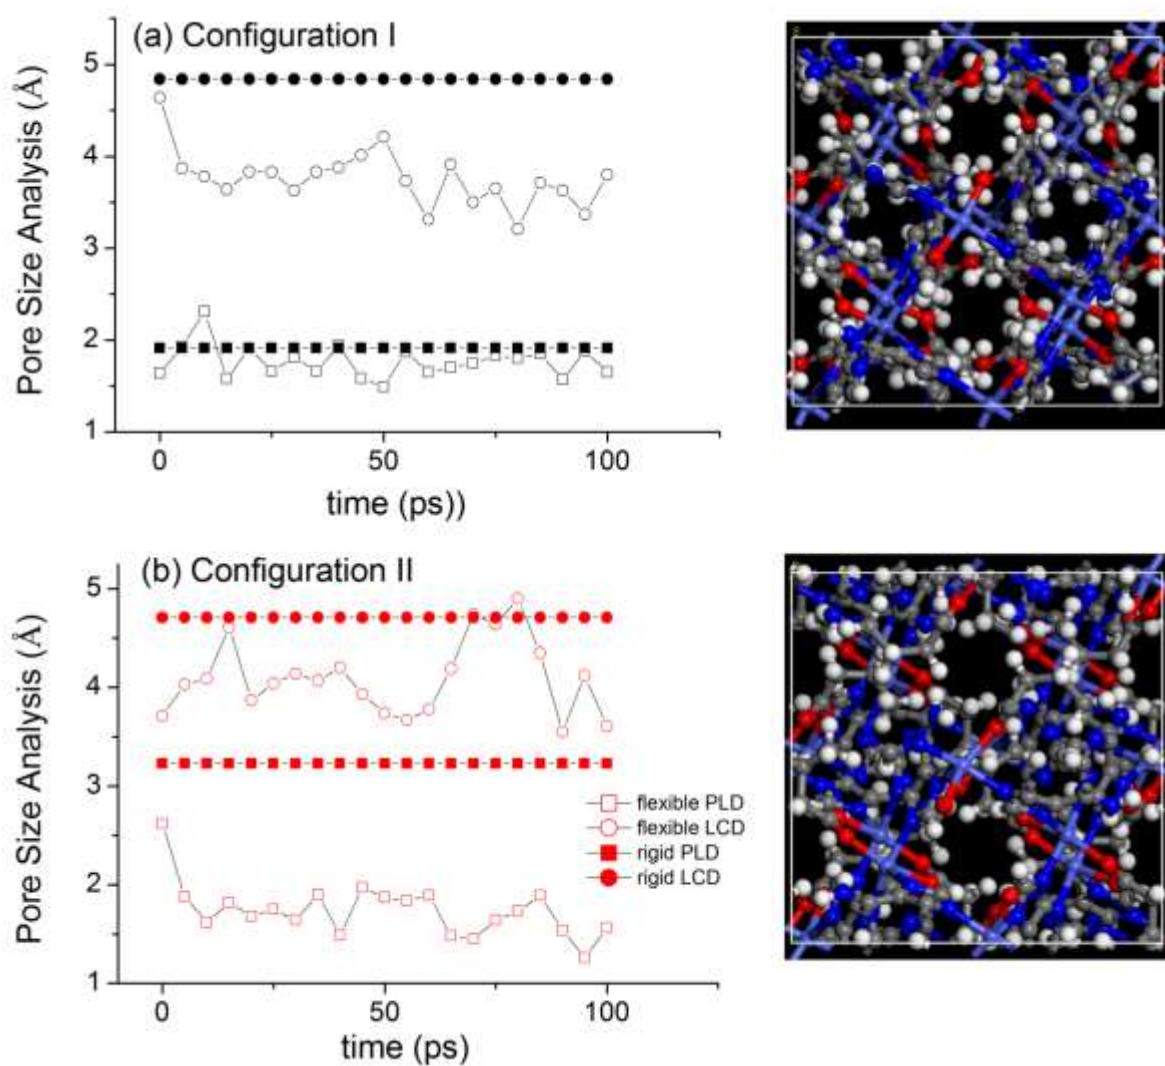 (a) Configuration I
Pore Size Analysis (Å)
5
4
3
2
1
0
50
100
time (ps))
(b) Configuration II
Pore Size Analysis (Å)
5
4
3
2
1
flexible PLD
flexible LCD
rigid PLD
rigid LCD
0
50
100
time (ps)